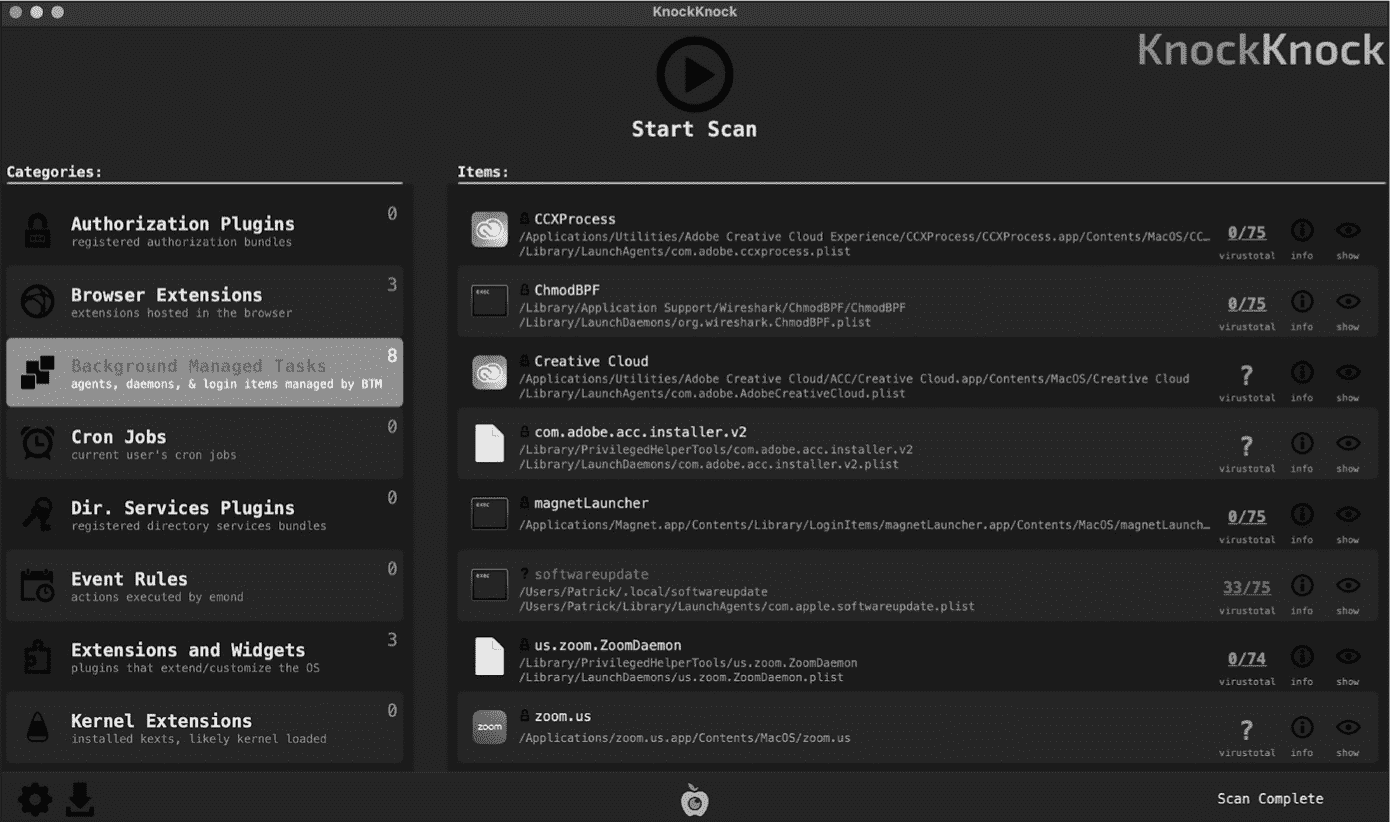 KnockKnock
KnockKnock
Start Scan
Categories:
Authorization Plugins
registered authorization bundles
0
Browser Extensions
extensions hosted in the browser
3
Background Managed Tasks
agents, daemons, & login items managed by BTM
8
Cron Jobs
current user's cron jobs
0
Dir. Services Plugins
registered directory services bundles
0
Event Rules
actions executed by emond
0
Extensions and Widgets
plugins that extend/customize the OS
3
Kernel Extensions
installed kexts, likely kernel loaded
0
Items:
CCXProcess
/Applications/Utilities/Adobe Creative Cloud Experience/CCXProcess/CCXProcess.app/Contents/MacOS/CC…
/Library/LaunchAgents/com.adobe.ccxprocess.plist
0/75
virustotal info show
exec
ChmodBPF
/Library/Application Support/Wireshark/ChmodBPF/ChmodBPF
/Library/LaunchDaemons/org.wireshark.ChmodBPF.plist
0/75
virustotal info show
Creative Cloud
/Applications/Utilities/Adobe Creative Cloud/ACC/Creative Cloud.app/Contents/MacOS/Creative Cloud
/Library/LaunchAgents/com.adobe.AdobeCreativeCloud.plist
?
virustotal info show
com.adobe.acc.installer.v2
/Library/PrivilegedHelperTools/com.adobe.acc.installer.v2
/Library/LaunchDaemons/com.adobe.acc.installer.v2.plist
?
virustotal info show
exec
magnetLauncher
/Applications/Magnet.app/Contents/Library/LoginItems/magnetLauncher.app/Contents/MacOS/magnetLaunch…
0/75
virustotal info show
exec
? softwareupdate
/Users/Patrick/.local/softwareupdate
/Users/Patrick/Library/LaunchAgents/com.apple.softwareupdate.plist
33/75
virustotal info show
us.zoom.ZoomDaemon
/Library/PrivilegedHelperTools/us.zoom.ZoomDaemon
/Library/LaunchDaemons/us.zoom.ZoomDaemon.plist
0/74
virustotal info show
zoom
zoom.us
/Applications/zoom.us.app/Contents/MacOS/zoom.us
?
virustotal info show
Scan Complete